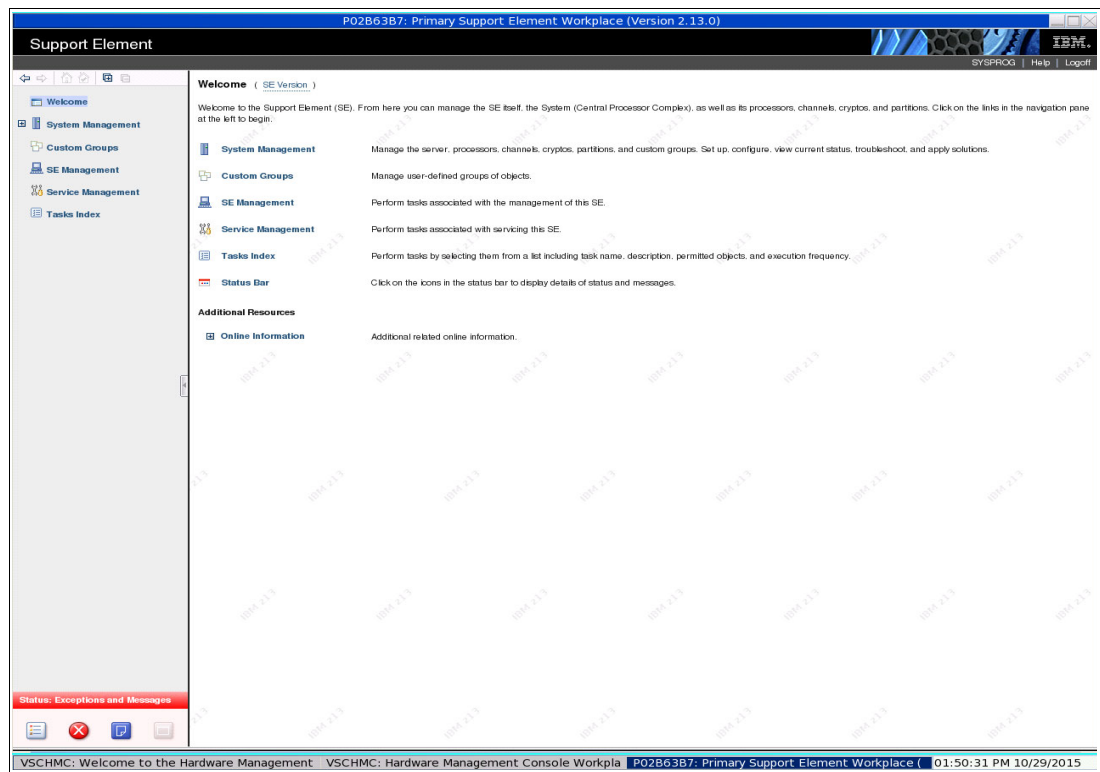 P02B63B7: Primary Support Element Workplace (Version 2.13.0)
Support Element
IBM.
SYSPROG | Help | Logoff
Welcome ( SE Version )
Welcome to the Support Element (SE). From here you can manage the SE itself, the System (Central Processor Complex), as well as its processors, channels, cryptos, and partitions. Click on the links in the navigation pane
at the left to begin.
Welcome
System Management
Custom Groups
SE Management
Service Management
Tasks Index
System Management Manage the server, processors, channels, cryptos, partitions, and custom groups. Set up, configure, view current status, troubleshoot, and apply solutions.
Custom Groups Manage user-defined groups of objects.
SE Management Perform tasks associated with the management of this SE.
Service Management Perform tasks associated with servicing this SE.
Tasks Index Perform tasks by selecting them from a list including task name, description, permitted objects, and execution frequency.
Status Bar Click on the icons in the status bar to display details of status and messages.
Additional Resources
Online Information Additional related online information.
IBM z13
Status: Exceptions and Messages
VSCHMC: Welcome to the Hardware Management VSCHMC: Hardware Management Console Workpla P02B63B7: Primary Support Element Workplace ( 01:50:31 PM 10/29/2015